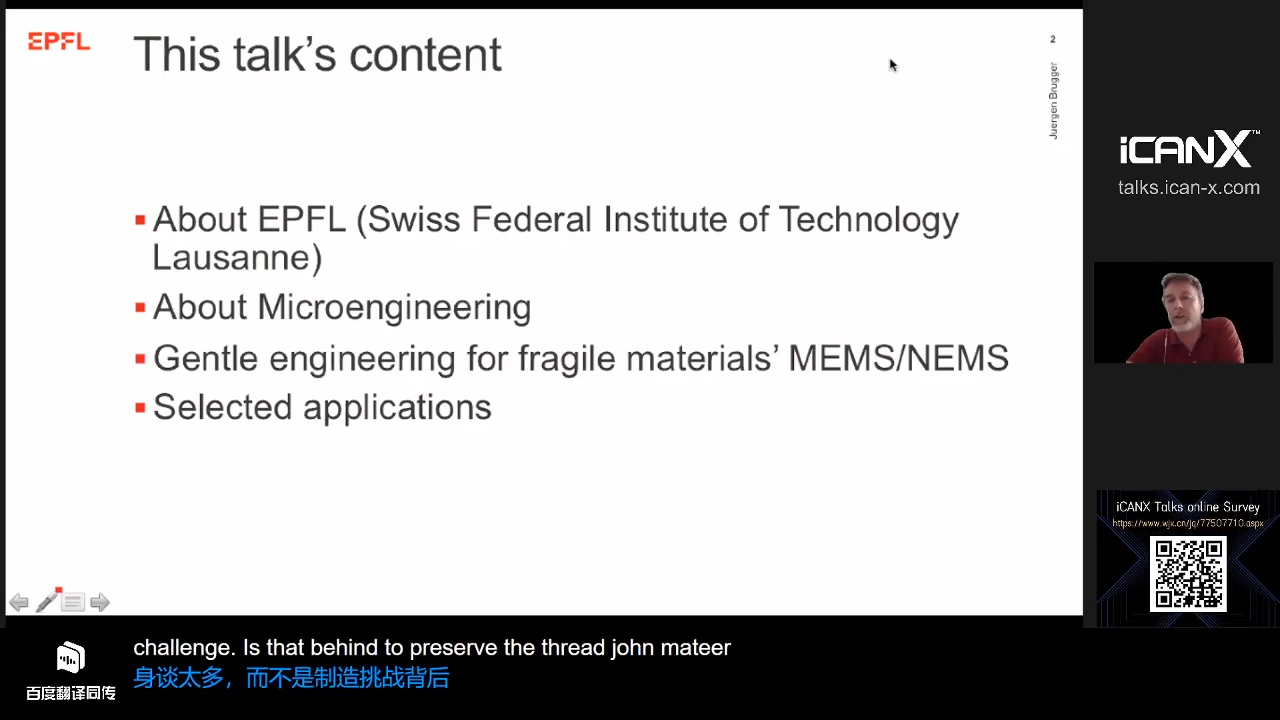 EPFL
This talk's content
2
Juergen Brugger
▪ About EPFL (Swiss Federal Institute of Technology
Lausanne)
▪ About Microengineering
▪ Gentle engineering for fragile materials' MEMS/NEMS
▪ Selected applications
iCANX™
talks.ican-x.com
iCANX Talks online Survey
https://www.wjx.cn/jq/77507710.aspx
challenge. Is that behind to preserve the thread john mateer
身谈太多，而不是制造挑战背后
百度翻译同传